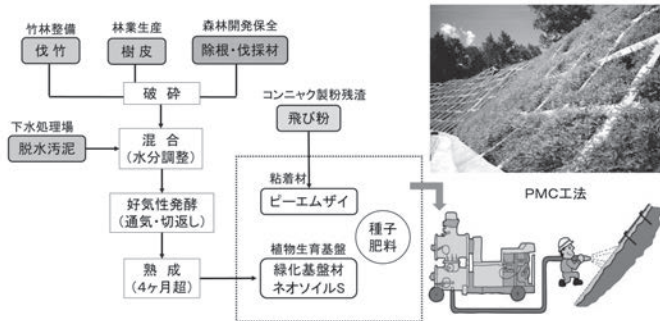 竹林整備
伐 竹
林業生産
樹 皮
森林開発保全
除根・伐採材
破 砕
コンニャク製粉残渣
飛び粉
下水処理場
脱水汚泥
混 合
(水分調整)
好気性発酵
(通気・切返し)
熟 成
(4ヶ月超)
粘着材
ピーエムザイ
種子
肥料
植物生育基盤
緑化基盤材
ネオソイルS
PMC工法